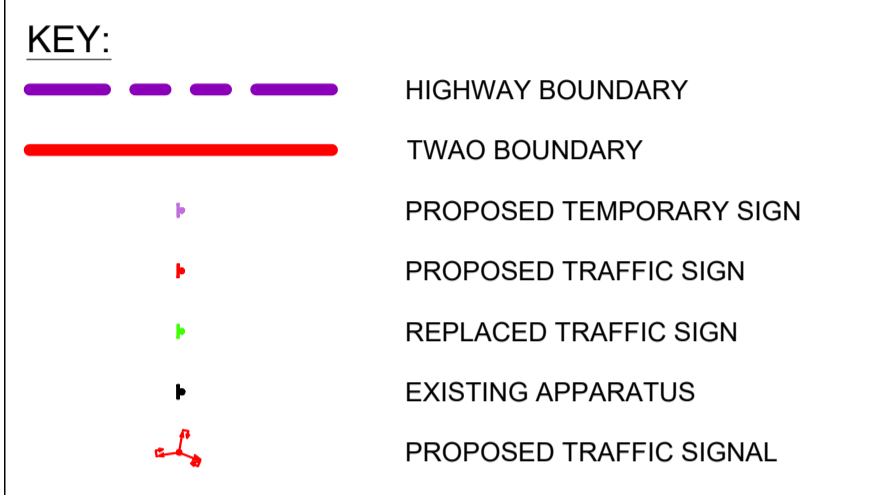 KEY:
HIGHWAY BOUNDARY
TWAO BOUNDARY
PROPOSED TEMPORARY SIGN
PROPOSED TRAFFIC SIGN
REPLACED TRAFFIC SIGN
EXISTING APPARATUS
PROPOSED TRAFFIC SIGNAL